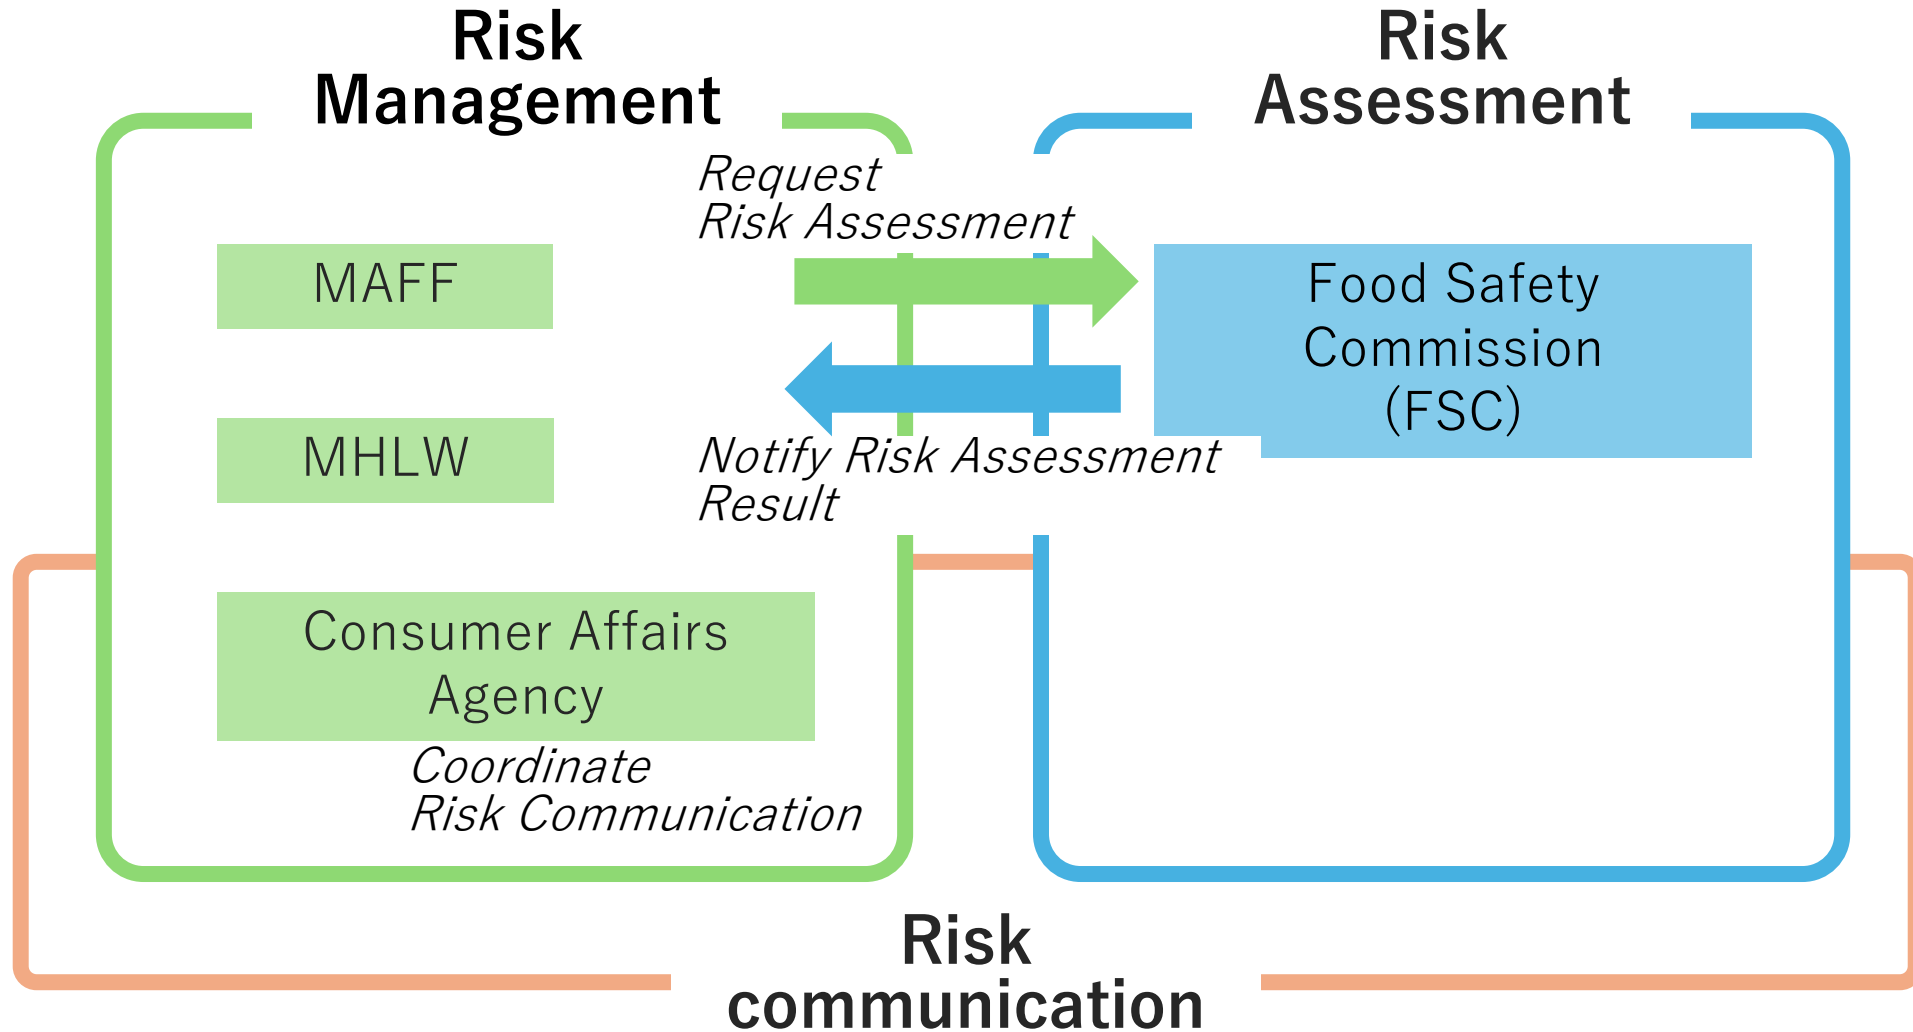 Risk
Management
Risk
Assessment
Request
Risk Assessment
MAFF
Food Safety
Commission
(FSC)
MHLW
Notify Risk Assessment
Result
Consumer Affairs
Agency
Coordinate
Risk Communication
Risk
communication